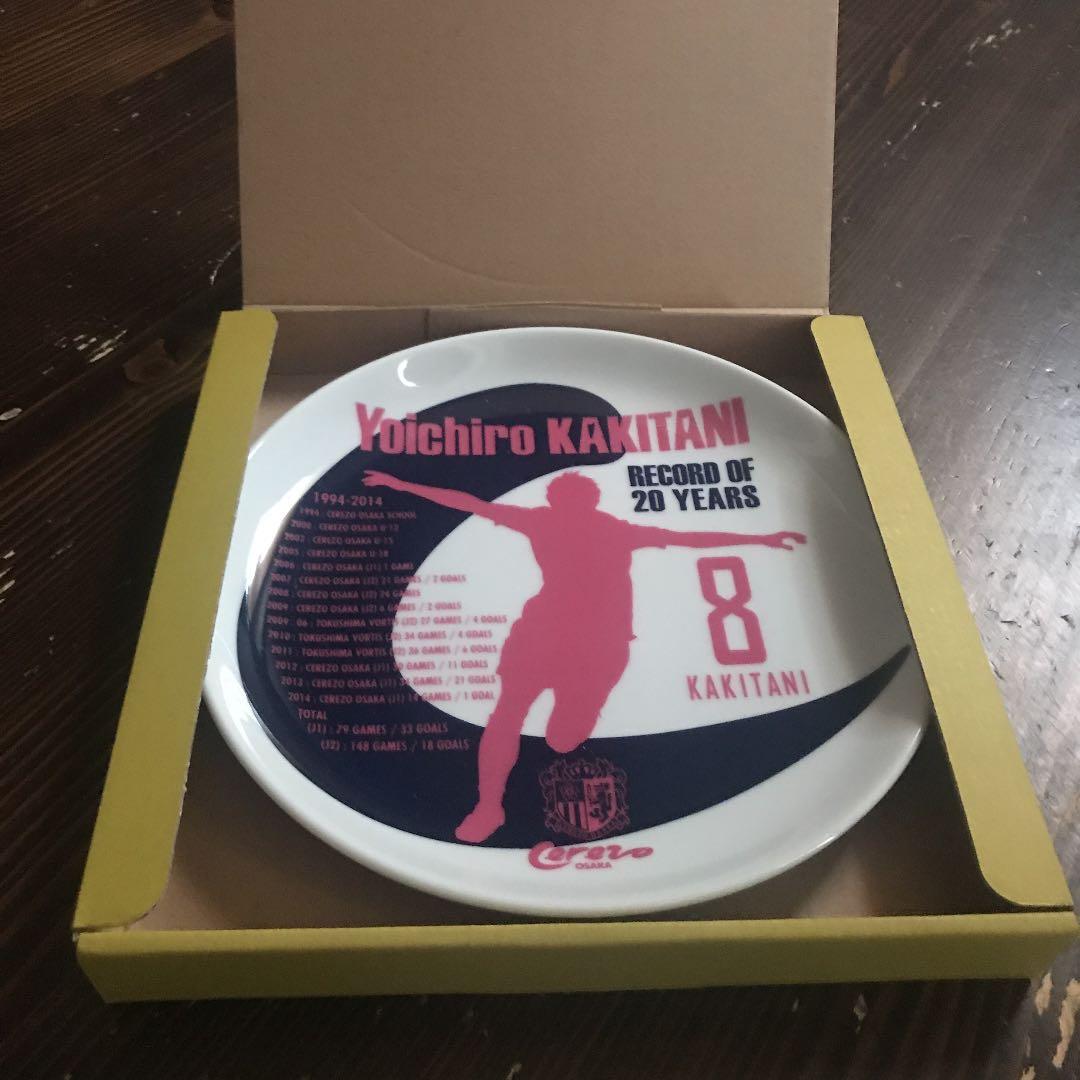 Yoichiro KAKITANI
RECORD OF
20 YEARS
1994-2014
1994 : CEREZO OSAKA SCHOOL
2000 : CEREZO OSAKA U-12
2002 : CEREZO OSAKA U-15
2005 : CEREZO OSAKA U-18
2006 : CEREZO OSAKA (J1) 1 GAME
2007 : CEREZO OSAKA (J2) 21 GAMES / 2 GOALS
2008 : CEREZO OSAKA (J2) 24 GAMES
2009 : CEREZO OSAKA (J2) 6 GAMES / 2 GOALS
2009 . 06 : TOKUSHIMA VORTIS (J2) 27 GAMES / 4 GOALS
2010 : TOKUSHIMA VORTIS (J2) 34 GAMES / 4 GOALS
2011 : TOKUSHIMA VORTIS (J2) 36 GAMES / 6 GOALS
2012 : CEREZO OSAKA (J1) 30 GAMES / 11 GOALS
2013 : CEREZO OSAKA (J1) 34 GAMES / 21 GOALS
2014 : CEREZO OSAKA (J1) 14 GAMES / 1 GOAL
TOTAL
(J1) : 79 GAMES / 33 GOALS
(J2) : 148 GAMES / 18 GOALS
8
KAKITANI
Cerezo
OSAKA